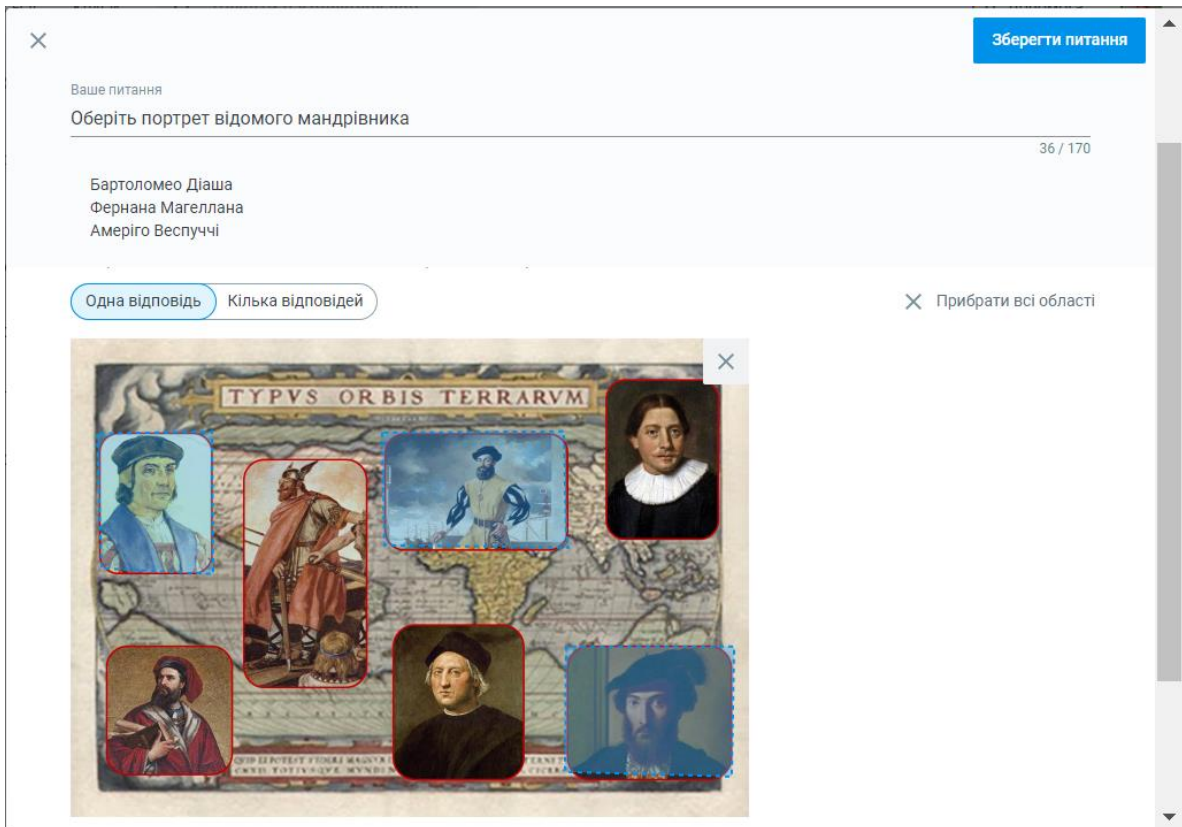 Зберегти питання
Ваше питання
Оберіть портрет відомого мандрівника
36 / 170
Бартоломео Діаша
Фернана Магеллана
Амеріго Веспуччі
Одна відповідь
Кілька відповідей
Прибрати всі області
TYPVS ORBIS TERRARVM